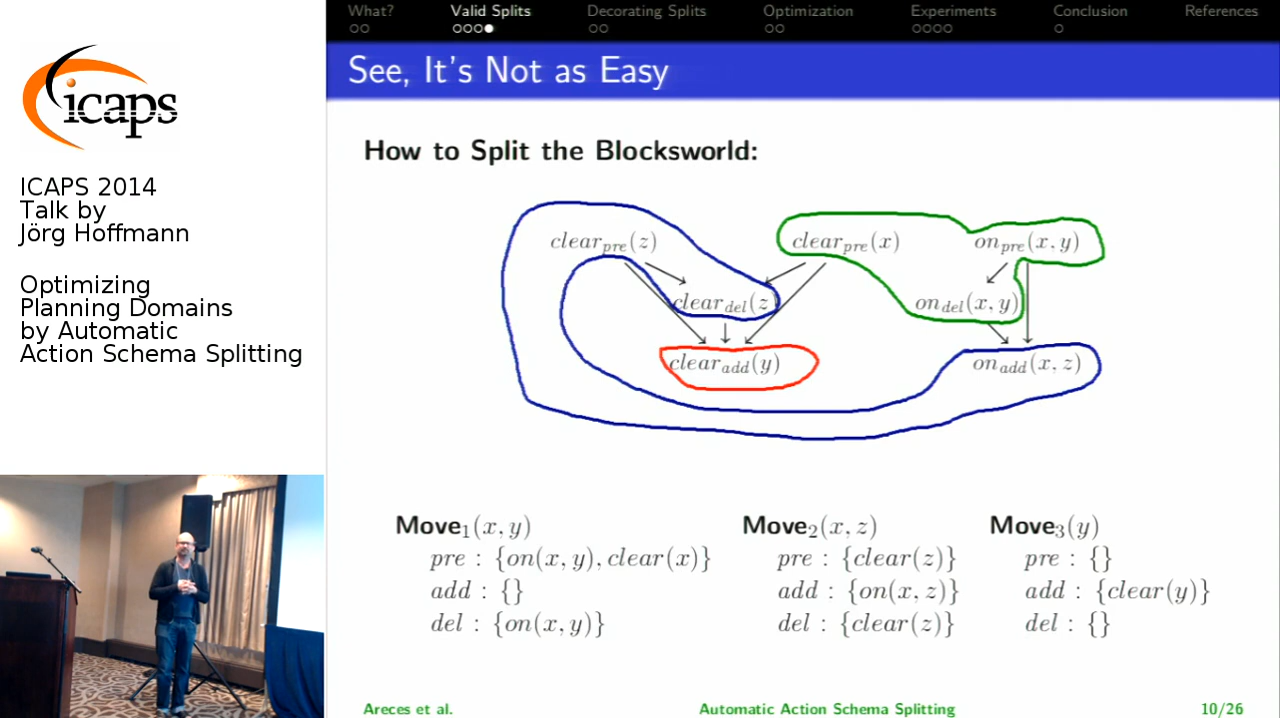 icaps
ICAPS 2014
Talk by
Jörg Hoffmann
Optimizing
Planning Domains
by Automatic
Action Schema Splitting
What? Valid Splits Decorating Splits Optimization Experiments Conclusion References
See, It's Not as Easy
How to Split the Blocksworld:
clear_pre(z) clear_pre(x) on_pre(x, y)
clear_del(z) on_del(x, y)
clear_add(y) on_add(x, z)
Move₁(x, y) Move₂(x, z) Move₃(y)
pre : {on(x, y), clear(x)} pre : {clear(z)} pre : {}
add : {} add : {on(x, z)} add : {clear(y)}
del : {on(x, y)} del : {clear(z)} del : {}
Areces et al. Automatic Action Schema Splitting 10/26